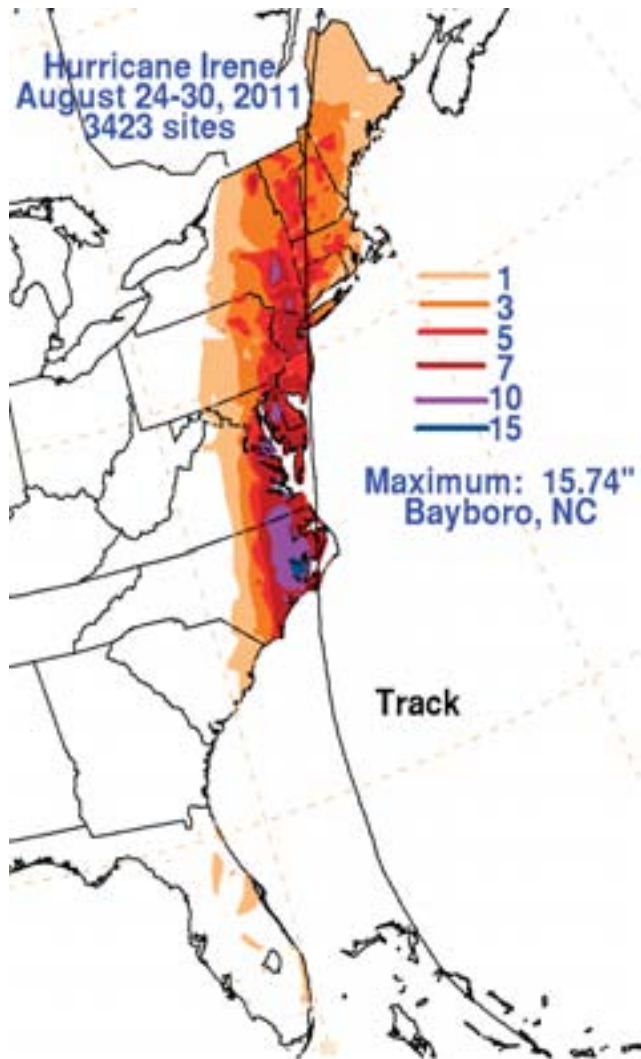 Hurricane Irene
August 24-30, 2011
3423 sites
1
3
5
7
10
15
Maximum: 15.74"
Bayboro, NC
Track